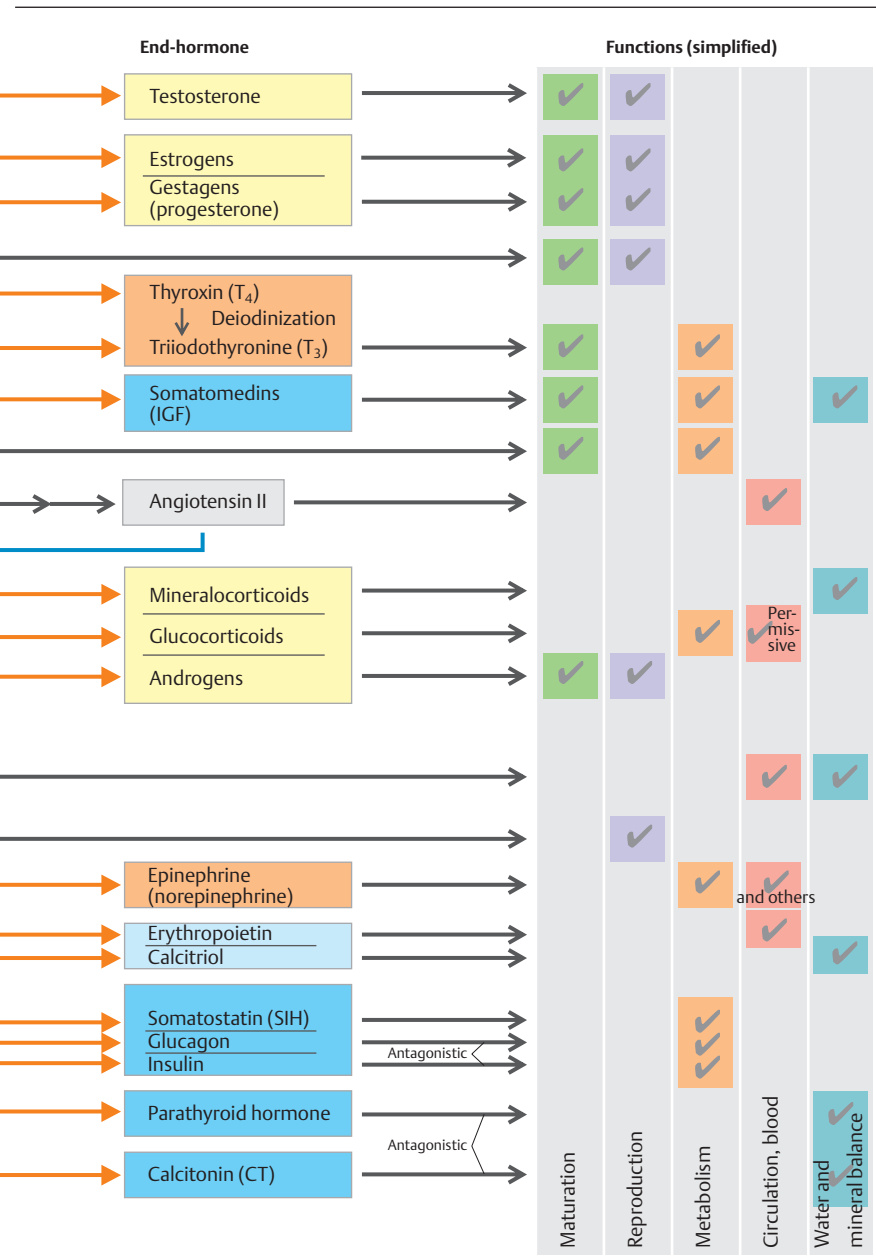 End-hormone
Functions (simplified)
Testosterone
Estrogens
Gestagens
(progesterone)
Thyroxin (T₄)
Deiodinization
Triiodothyronine (T₃)
Somatomedins
(IGF)
Angiotensin II
Mineralocorticoids
Glucocorticoids
Androgens
Per-
mis-
sive
Epinephrine
(norepinephrine)
and others
Erythropoietin
Calcitriol
Somatostatin (SIH)
Glucagon
Insulin
Antagonistic
Parathyroid hormone
Antagonistic
Calcitonin (CT)
Maturation
Reproduction
Metabolism
Circulation, blood
Water and
mineral balance